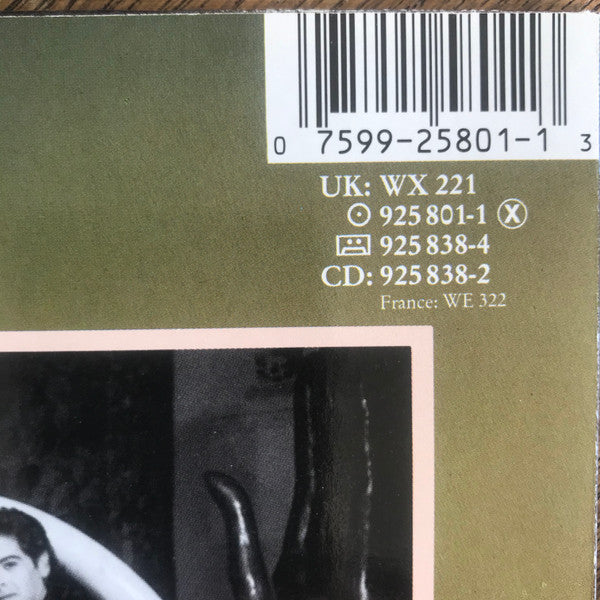 0 7599-25801-1 3
UK: WX 221
925 801-1 X
925 838-4
CD: 925 838-2
France: WE 322